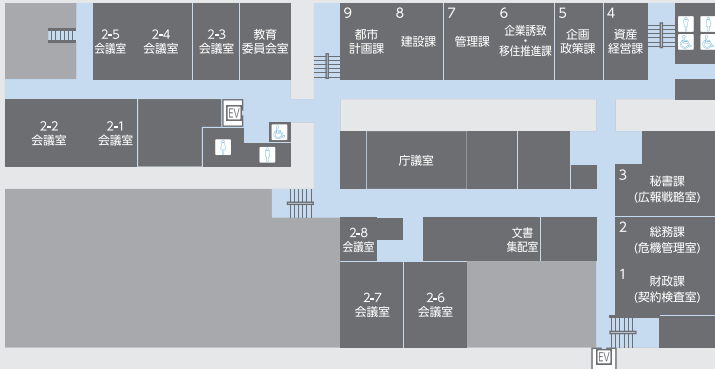 2-5
会議室
2-4
会議室
2-3
会議室
教育
委員会室
9
都市
計画課
8
建設課
7
管理課
6
企業誘致
・
移住推進課
5
企画
政策課
4
資産
経営課
2-2
会議室
2-1
会議室
EV
庁議室
3
秘書課
(広報戦略室)
2
総務課
(危機管理室)
1
財政課
(契約検査室)
2-8
会議室
文書
集配室
2-7
会議室
2-6
会議室
EV